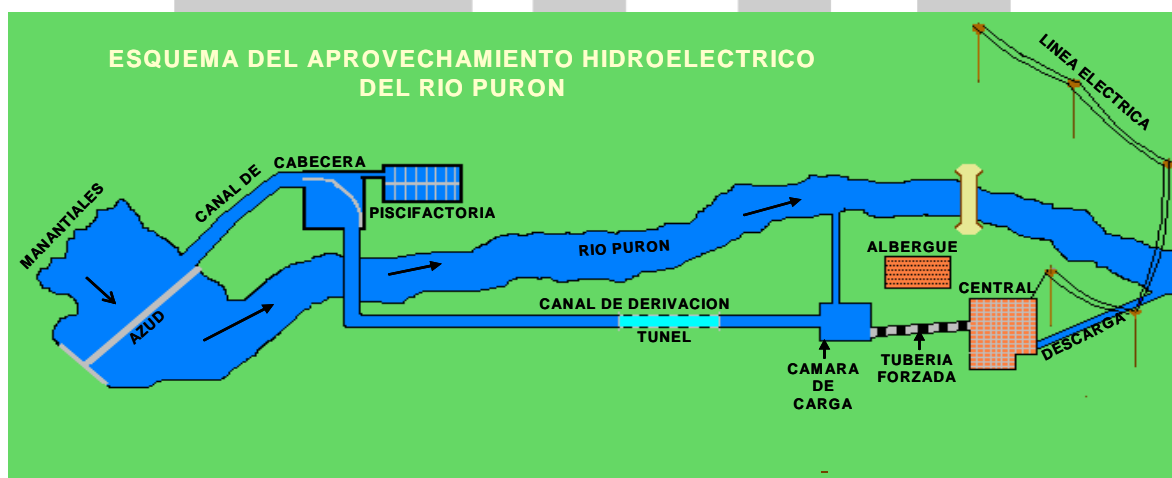 ESQUEMA DEL APROVECHAMIENTO HIDROELECTRICO
DEL RIO PURON
LINEA ELECTRICA
MANANTIALES
CANAL DE
CABECERA
PISCIFACTORIA
RIO PURON
ALBERGUE
CENTRAL
AZUD
CANAL DE DERIVACION
TUNEL
DESCARGA
CAMARA
DE
CARGA
TUBERIA
FORZADA